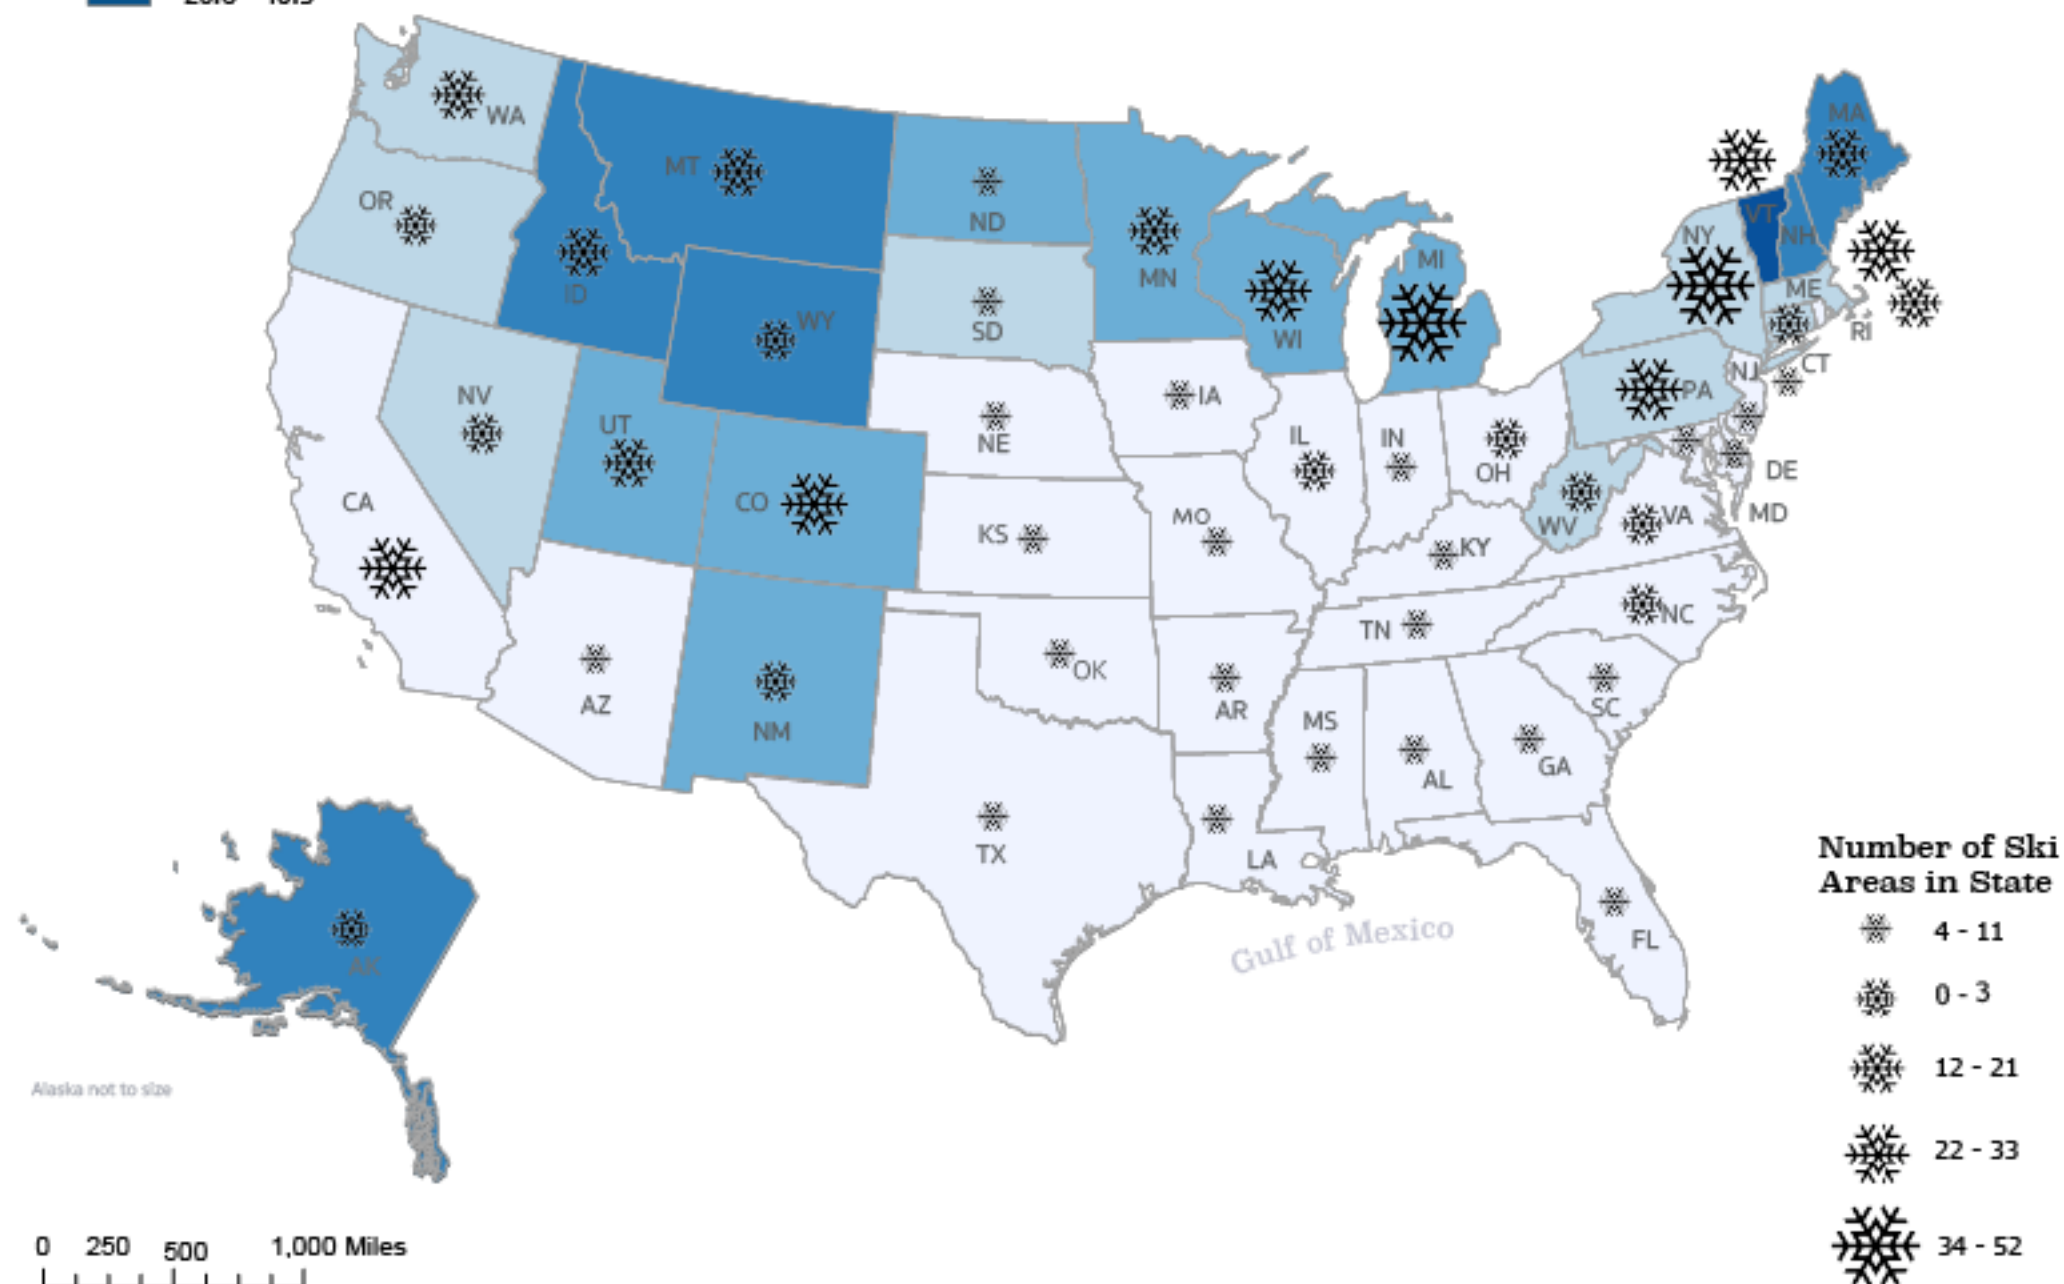 WA
MA
MT
OR
VT
ND
NY
NH
MI
MN
ID
ME
WY
SD
RI
WI
CT
NJ
NV
PA
IA
UT
IL
IN
NE
OH
DE
CO
CA
MD
MO
VA
WV
KS
KY
NC
TN
OK
SC
AZ
AR
MS
NM
GA
AL
TX
LA
FL
Gulf of Mexico
AK
Alaska not to size
Number of Ski
Areas in State
4 - 11
0 - 3
12 - 21
22 - 33
34 - 52
0 250 500 1,000 Miles